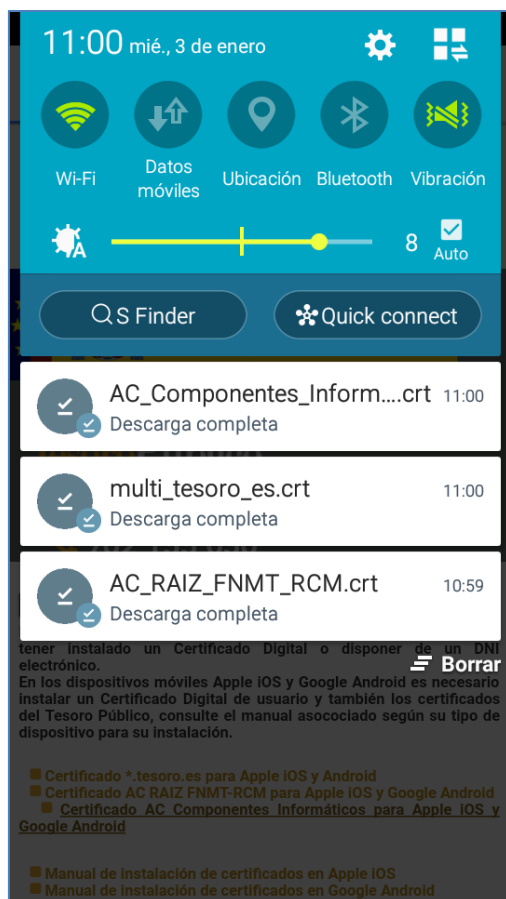 11:00 mié., 3 de enero
Wi-Fi
Datos
móviles
Ubicación
Bluetooth
Vibración
8
Auto
S Finder
Quick connect
AC_Componentes_Inform....crt 11:00
Descarga completa
multi_tesoro_es.crt 11:00
Descarga completa
AC_RAIZ_FNMT_RCM.crt 10:59
Descarga completa
Borrar
tener instalado un Certificado Digital o disponer de un DNI
electrónico.
En los dispositivos móviles Apple iOS y Google Android es necesario
instalar un Certificado Digital de usuario y también los certificados
del Tesoro Público, consulte el manual asocociado según su tipo de
dispositivo para su instalación.
Certificado *.tesoro.es para Apple iOS y Android
Certificado AC RAIZ FNMT-RCM para Apple iOS y Google Android
Certificado AC Componentes Informáticos para Apple iOS y
Google Android
Manual de instalación de certificados en Apple iOS
Manual de instalación de certificados en Google Android